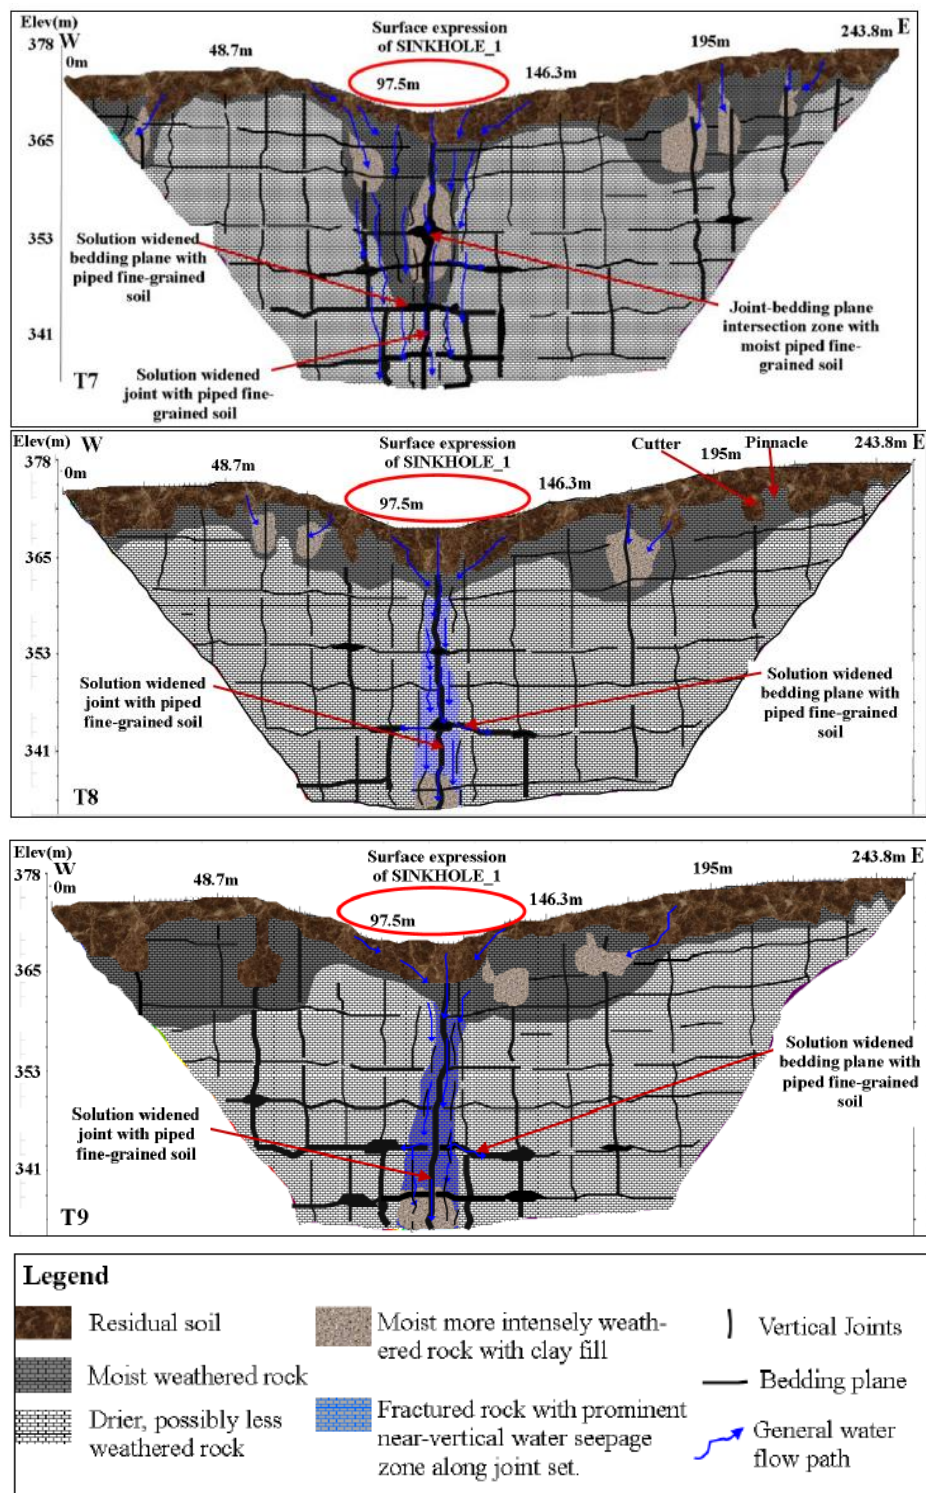 Elev(m)
W
Surface expression
of SINKHOLE_1
243.8m E
378
0m
48.7m
97.5m
146.3m
195m
365
353
341
Solution widened
bedding plane with
piped fine-grained
soil
Joint-bedding plane
intersection zone with
moist piped fine-
grained soil
Solution widened
joint with piped fine-
grained soil
T7
Elev(m) W
Surface expression
of SINKHOLE_1
Cutter
Pinnacle
243.8m E
378
0m
48.7m
97.5m
146.3m
195m
365
353
341
Solution widened
joint with piped
fine-grained soil
Solution widened
bedding plane with
piped fine-grained
soil
T8
Elev(m)
W
Surface expression
of SINKHOLE_1
243.8m E
378
0m
48.7m
97.5m
146.3m
195m
365
353
341
Solution widened
bedding plane with
piped fine-grained
soil
Solution widened
joint with piped
fine-grained soil
T9
Legend
Residual soil
Moist weathered rock
Drier, possibly less
weathered rock
Moist more intensely weath-
ered rock with clay fill
Fractured rock with prominent
near-vertical water seepage
zone along joint set.
Vertical Joints
Bedding plane
General water
flow path